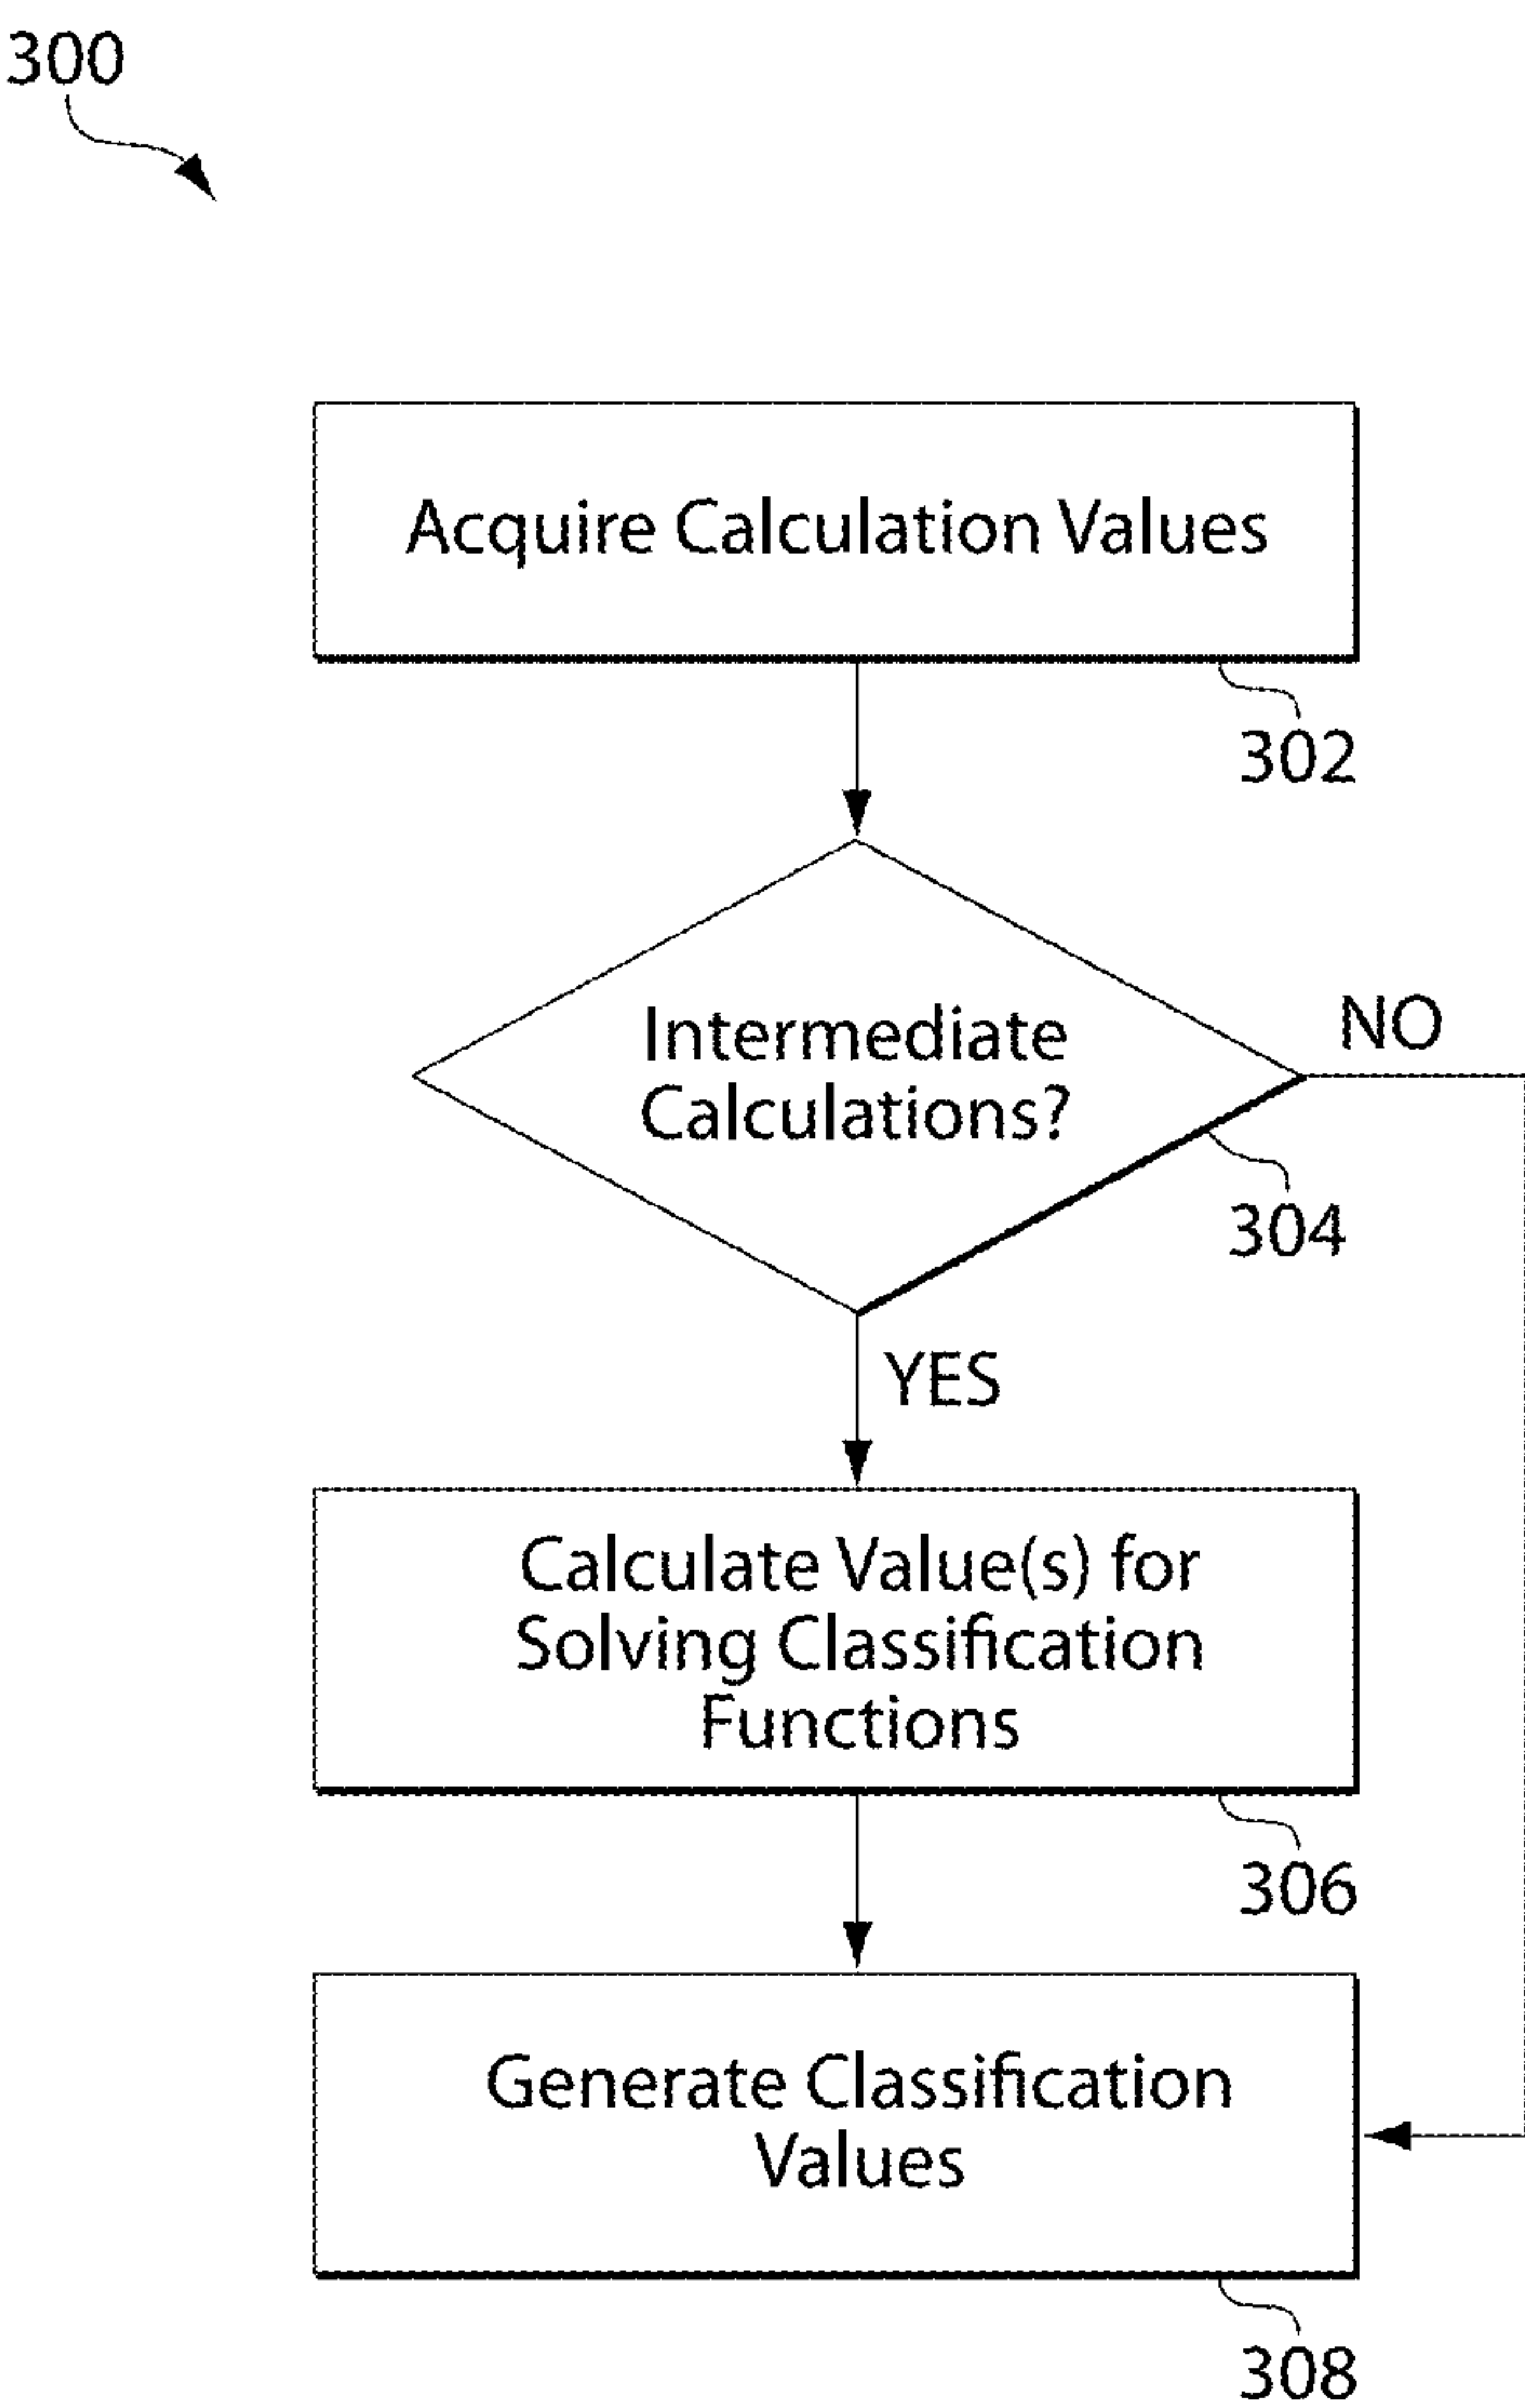 300
Acquire Calculation Values
302
Intermediate
Calculations?
NO
304
YES
Calculate Value(s) for
Solving Classification
Functions
306
Generate Classification
Values
308